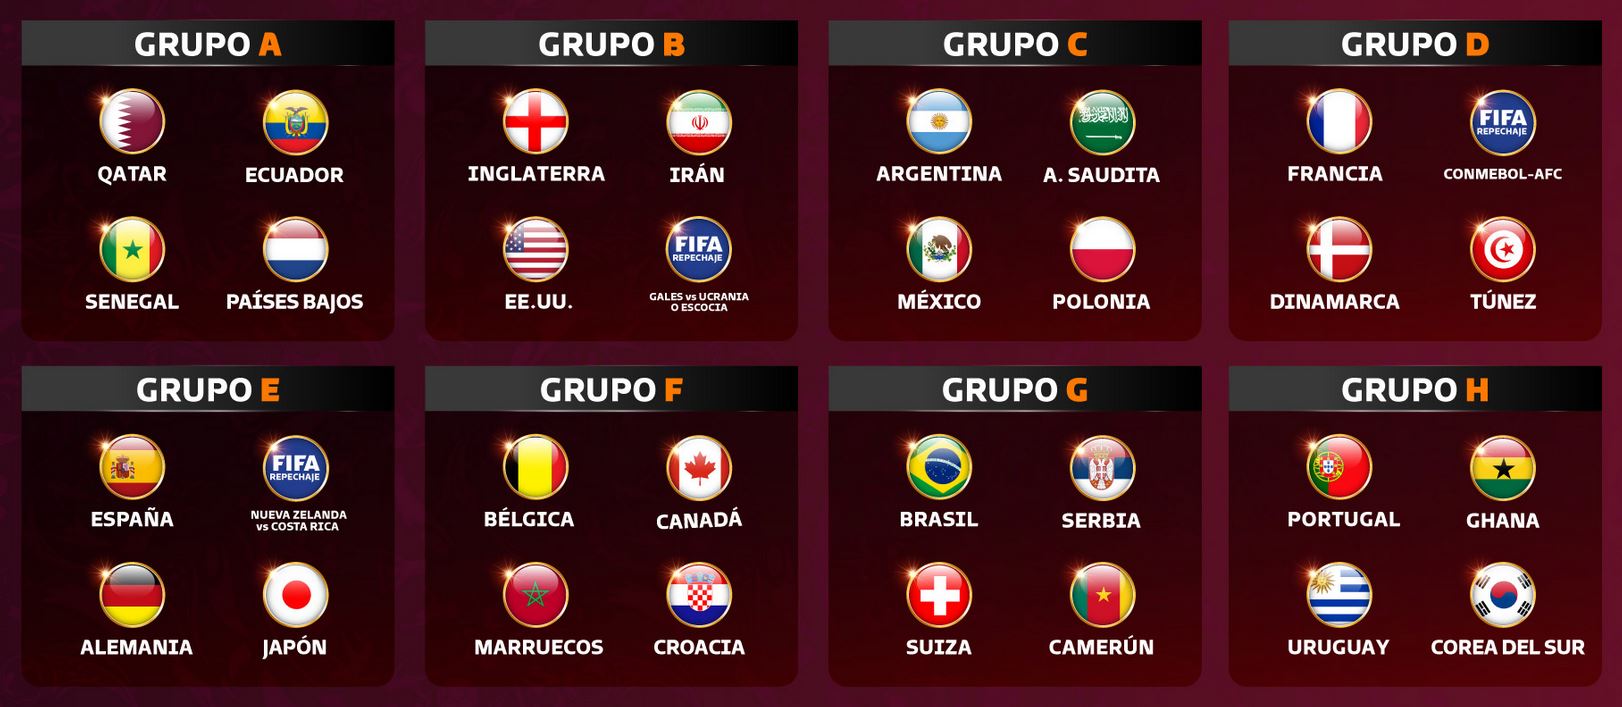 GRUPO A
QATAR
ECUADOR
SENEGAL
PAÍSES BAJOS
GRUPO B
INGLATERRA
IRÁN
EE.UU.
FIFA
REPECHAJE
GALES vs UCRANIA
O ESCOCIA
GRUPO C
ARGENTINA
A. SAUDITA
MÉXICO
POLONIA
GRUPO D
FRANCIA
FIFA
REPECHAJE
CONMEBOL-AFC
DINAMARCA
TÚNEZ
GRUPO E
ESPAÑA
FIFA
REPECHAJE
NUEVA ZELANDA
vs COSTA RICA
ALEMANIA
JAPÓN
GRUPO F
BÉLGICA
CANADÁ
MARRUECOS
CROACIA
GRUPO G
BRASIL
SERBIA
SUIZA
CAMERÚN
GRUPO H
PORTUGAL
GHANA
URUGUAY
COREA DEL SUR